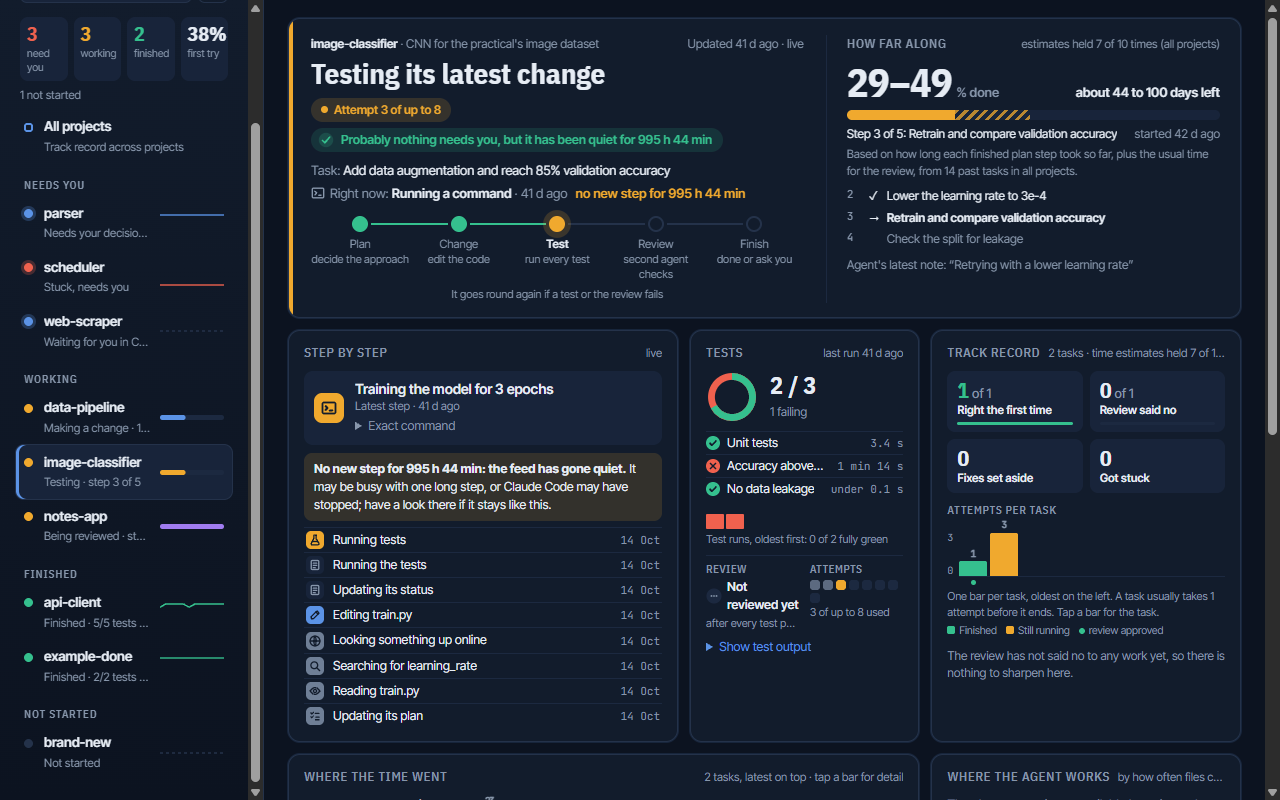 3 3 2 38%
need you working finished first try
1 not started
All projects
Track record across projects
NEEDS YOU
parser
Needs your decisio...
scheduler
Stuck, needs you
web-scraper
Waiting for you in C...
WORKING
data-pipeline
Making a change · 1...
image-classifier
Testing · step 3 of 5
notes-app
Being reviewed · st...
FINISHED
api-client
Finished · 5/5 tests ...
example-done
Finished · 2/2 tests ...
NOT STARTED
brand-new
Not started
image-classifier · CNN for the practical's image dataset
Updated 41 d ago · live
Testing its latest change
Attempt 3 of up to 8
Probably nothing needs you, but it has been quiet for 995 h 44 min
Task: Add data augmentation and reach 85% validation accuracy
Right now: Running a command · 41 d ago no new step for 995 h 44 min
Plan Change Test Review Finish
decide the approach edit the code run every test second agent checks done or ask you
It goes round again if a test or the review fails
HOW FAR ALONG
estimates held 7 of 10 times (all projects)
29–49 % done
about 44 to 100 days left
Step 3 of 5: Retrain and compare validation accuracy started 42 d ago
Based on how long each finished plan step took so far, plus the usual time
for the review, from 14 past tasks in all projects.
2 ✓ Lower the learning rate to 3e-4
3 → Retrain and compare validation accuracy
4 Check the split for leakage
Agent's latest note: “Retrying with a lower learning rate”
STEP BY STEP
live
Training the model for 3 epochs
Latest step · 41 d ago
Exact command
No new step for 995 h 44 min: the feed has gone quiet. It
may be busy with one long step, or Claude Code may have
stopped; have a look there if it stays like this.
Running tests 14 Oct
Running the tests 14 Oct
Updating its status 14 Oct
Editing train.py 14 Oct
Looking something up online 14 Oct
Searching for learning_rate 14 Oct
Reading train.py 14 Oct
Updating its plan 14 Oct
TESTS
last run 41 d ago
2 / 3
1 failing
Unit tests 3.4 s
Accuracy above... 1 min 14 s
No data leakage under 0.1 s
Test runs, oldest first: 0 of 2 fully green
REVIEW
Not
reviewed yet
after every test p...
ATTEMPTS
3 of up to 8 used
Show test output
TRACK RECORD 2 tasks · time estimates held 7 of 1...
1 of 1
Right the first time
0 of 1
Review said no
0
Fixes set aside
0
Got stuck
ATTEMPTS PER TASK
3
3
1
0
One bar per task, oldest on the left. A task usually takes 1
attempt before it ends. Tap a bar for the task.
Finished Still running review approved
The review has not said no to any work yet, so there is
nothing to sharpen here.
WHERE THE TIME WENT
2 tasks, latest on top · tap a bar for detail
WHERE THE AGENT WORKS by how often files c...